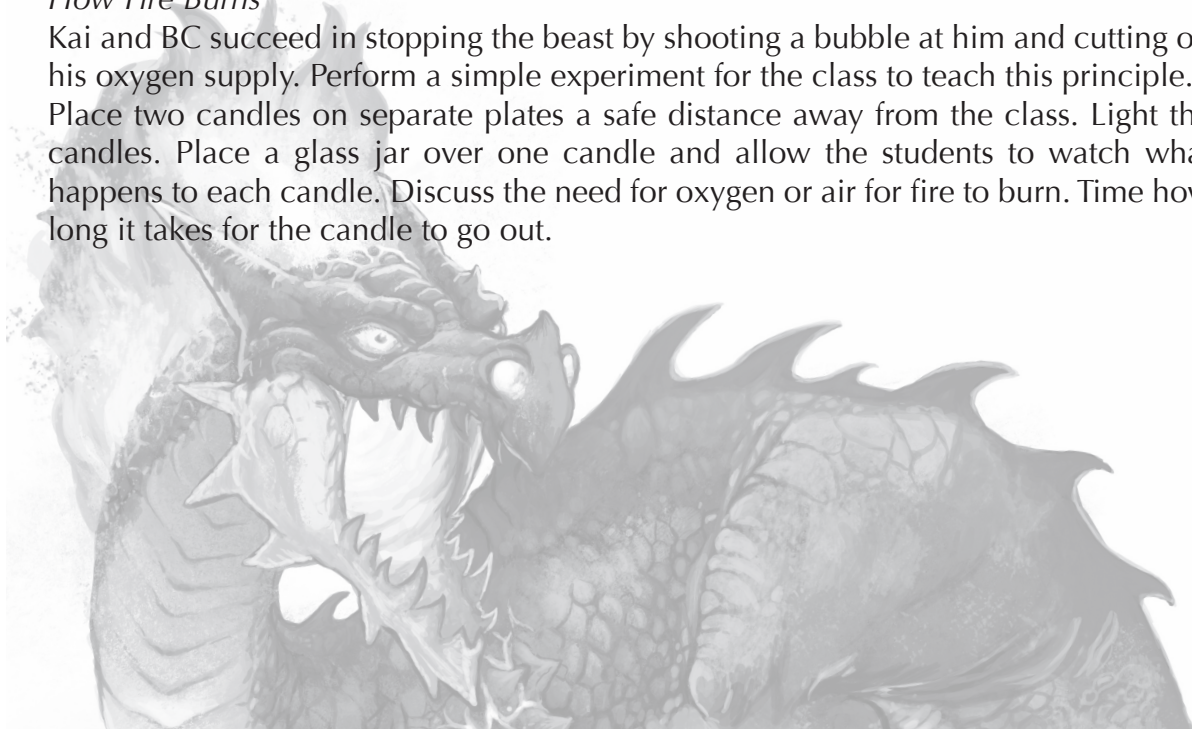 How Fire Burns
Kai and BC succeed in stopping the beast by shooting a bubble at him and cutting o
his oxygen supply. Perform a simple experiment for the class to teach this principle.
Place two candles on separate plates a safe distance away from the class. Light th
candles. Place a glass jar over one candle and allow the students to watch wha
happens to each candle. Discuss the need for oxygen or air for fire to burn. Time how
long it takes for the candle to go out.